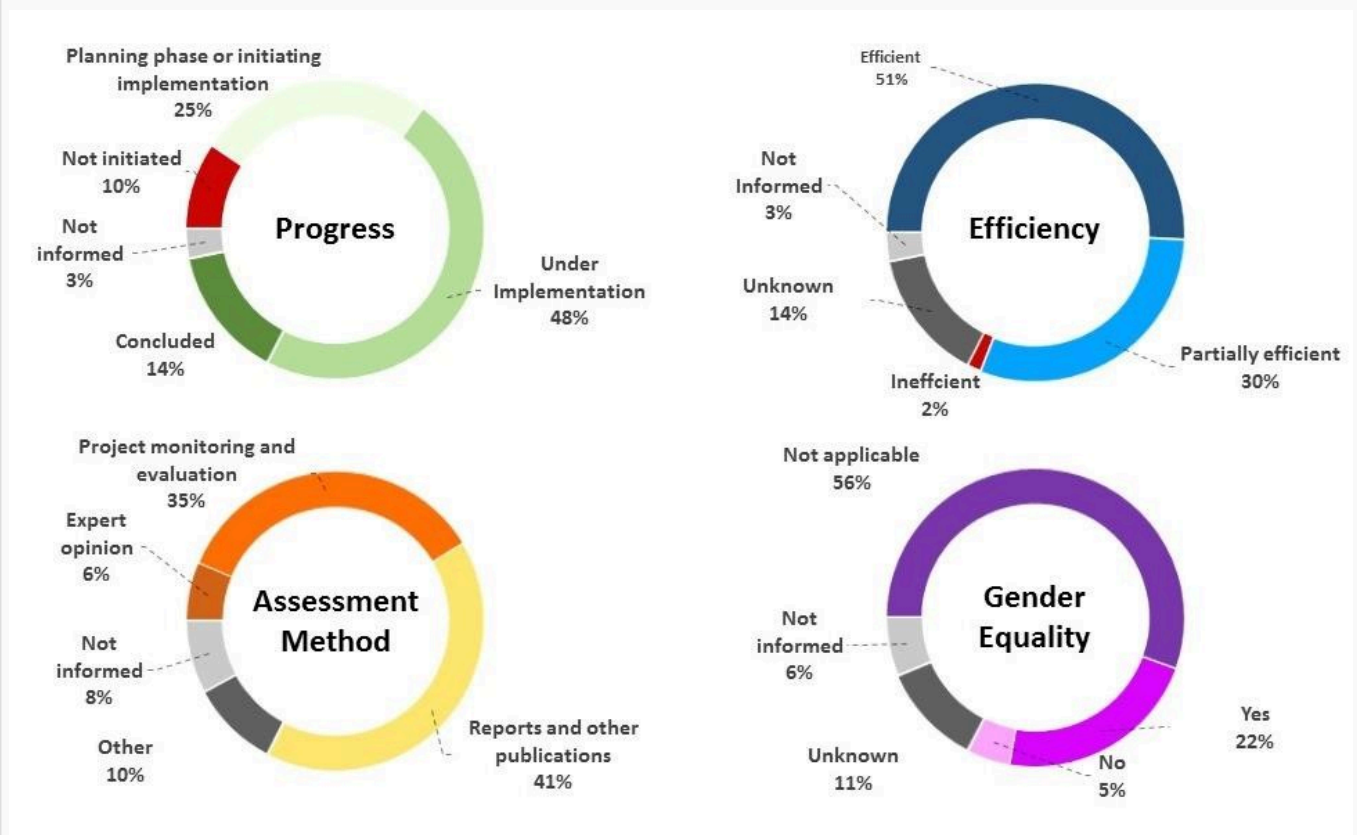 Planning phase or initiating
implementation
25%
Not initiated
10%
Not
informed
3%
Concluded
14%
Under
Implementation
48%
Progress
Efficient
51%
Not
Informed
3%
Unknown
14%
Ineffcient
2%
Partially efficient
30%
Efficiency
Project monitoring and
evaluation
35%
Expert
opinion
6%
Not
informed
8%
Other
10%
Reports and other
publications
41%
Assessment
Method
Not applicable
56%
Not
informed
6%
Unknown
11%
No
5%
Yes
22%
Gender
Equality